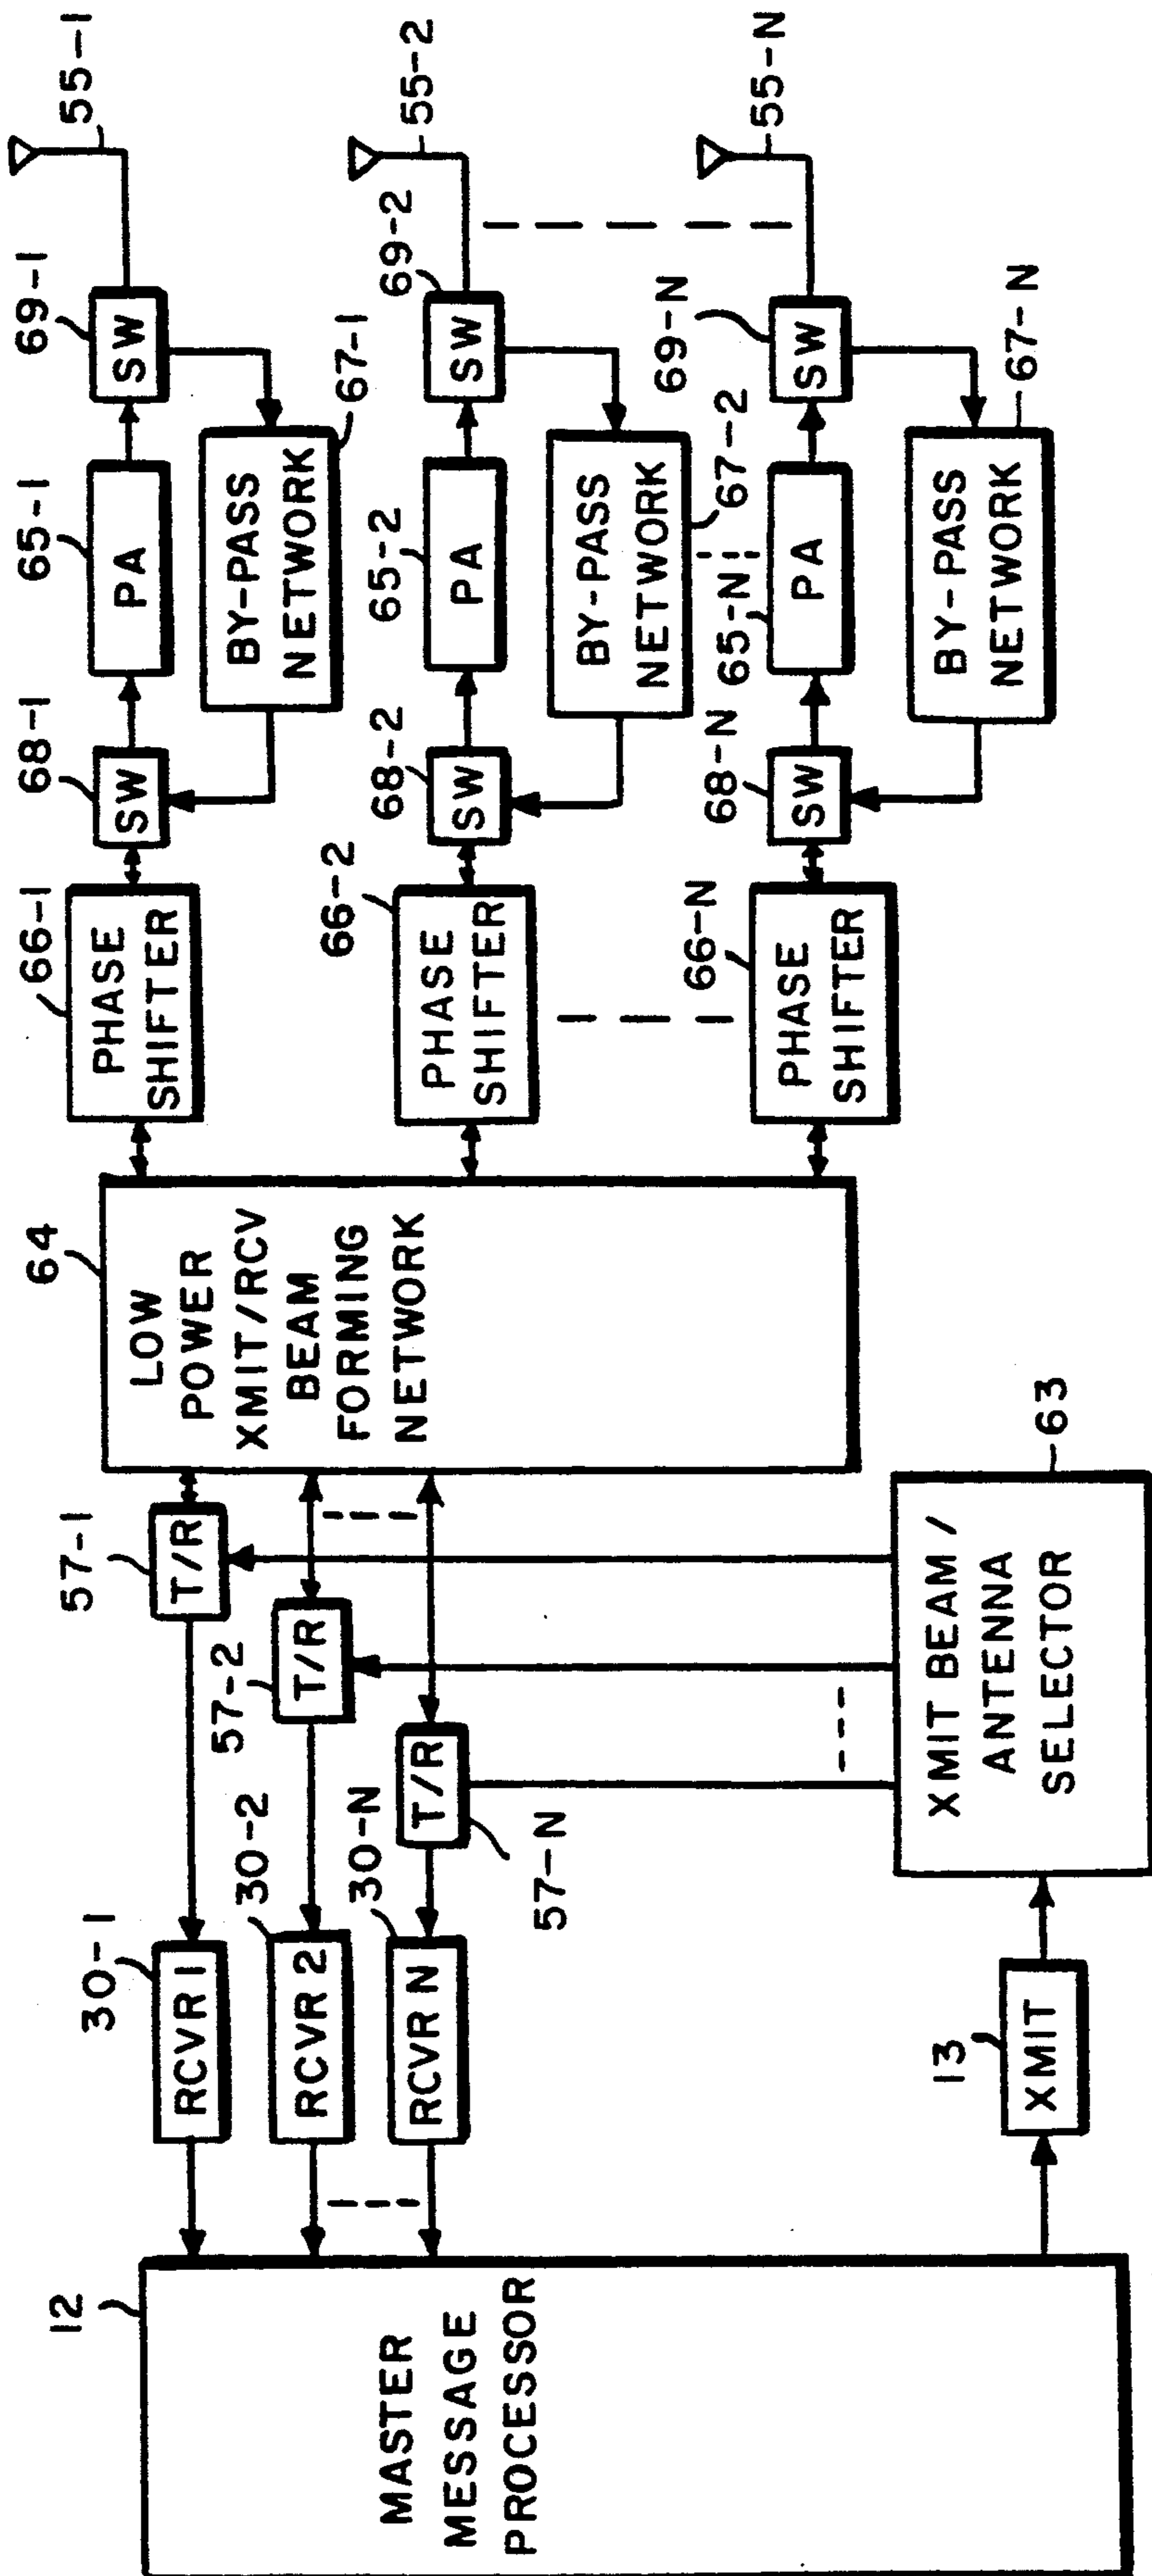 12
MASTER
MESSAGE
PROCESSOR
30-1
RCVR 1
30-2
RCVR 2
30-N
RCVR N
13
XMIT
57-1
T/R
57-2
T/R
57-N
T/R
XMIT BEAM/
ANTENNA
SELECTOR
63
64
LOW
POWER
XMIT/RCV
BEAM
FORMING
NETWORK
66-1
PHASE
SHIFTER
68-1
SW
65-1
PA
69-1
SW
55-1
BY-PASS
NETWORK
67-1
66-2
PHASE
SHIFTER
68-2
SW
65-2
PA
69-2
SW
55-2
BY-PASS
NETWORK
67-2
66-N
PHASE
SHIFTER
68-N
SW
65-N
PA
69-N
SW
55-N
BY-PASS
NETWORK
67-N